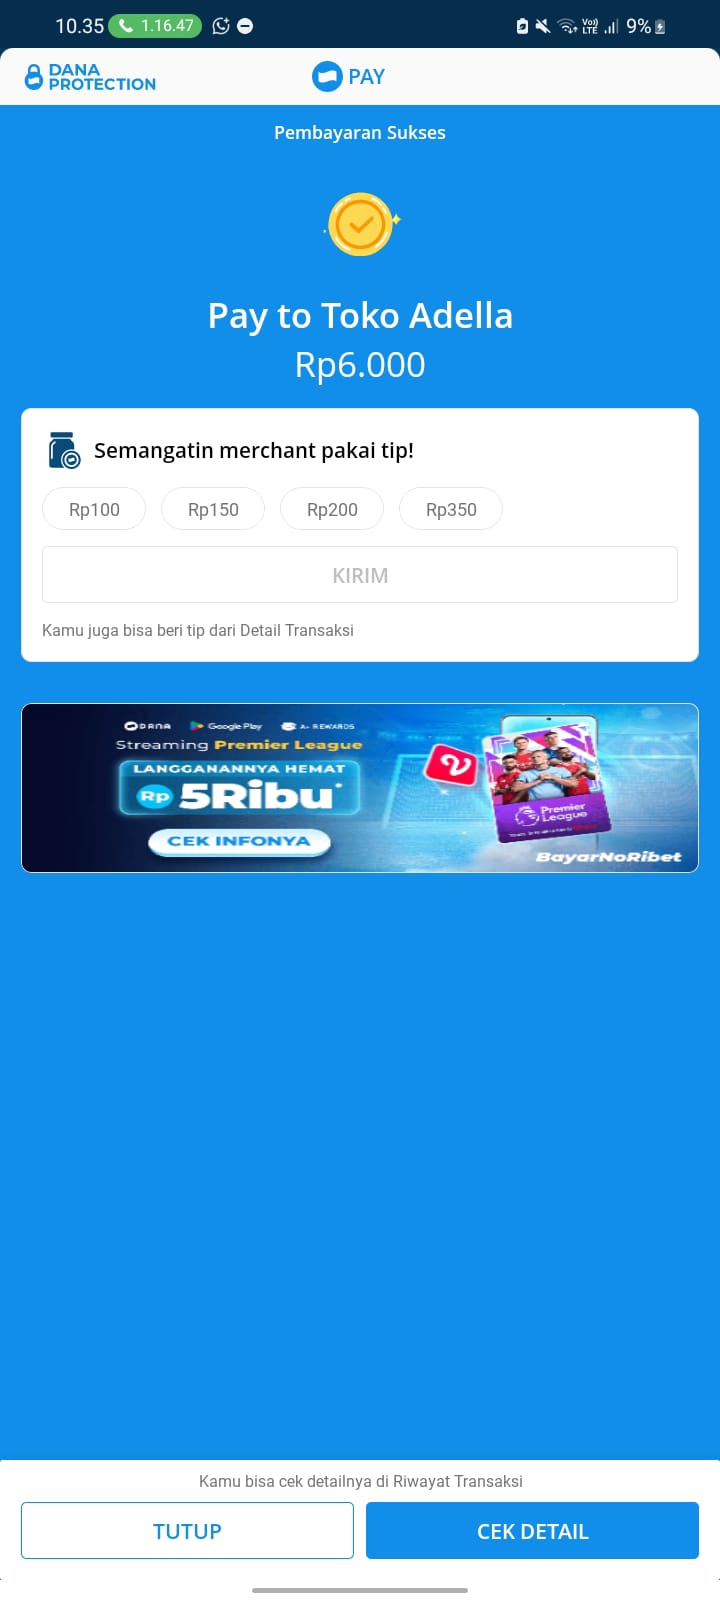 10.35 1.16.47 Vo)) LTE 9%
DANA PROTECTION
PAY
Pembayaran Sukses
Pay to Toko Adella
Rp6.000
Semangatin merchant pakai tip!
Rp100 Rp150 Rp200 Rp350
KIRIM
Kamu juga bisa beri tip dari Detail Transaksi
DANA Google Play A+ REWARDS
Streaming Premier League
LANGGANANNYA HEMAT
Rp 5Ribu*
CEK INFONYA
Premier League
BayarNoRibet
Kamu bisa cek detailnya di Riwayat Transaksi
TUTUP CEK DETAIL